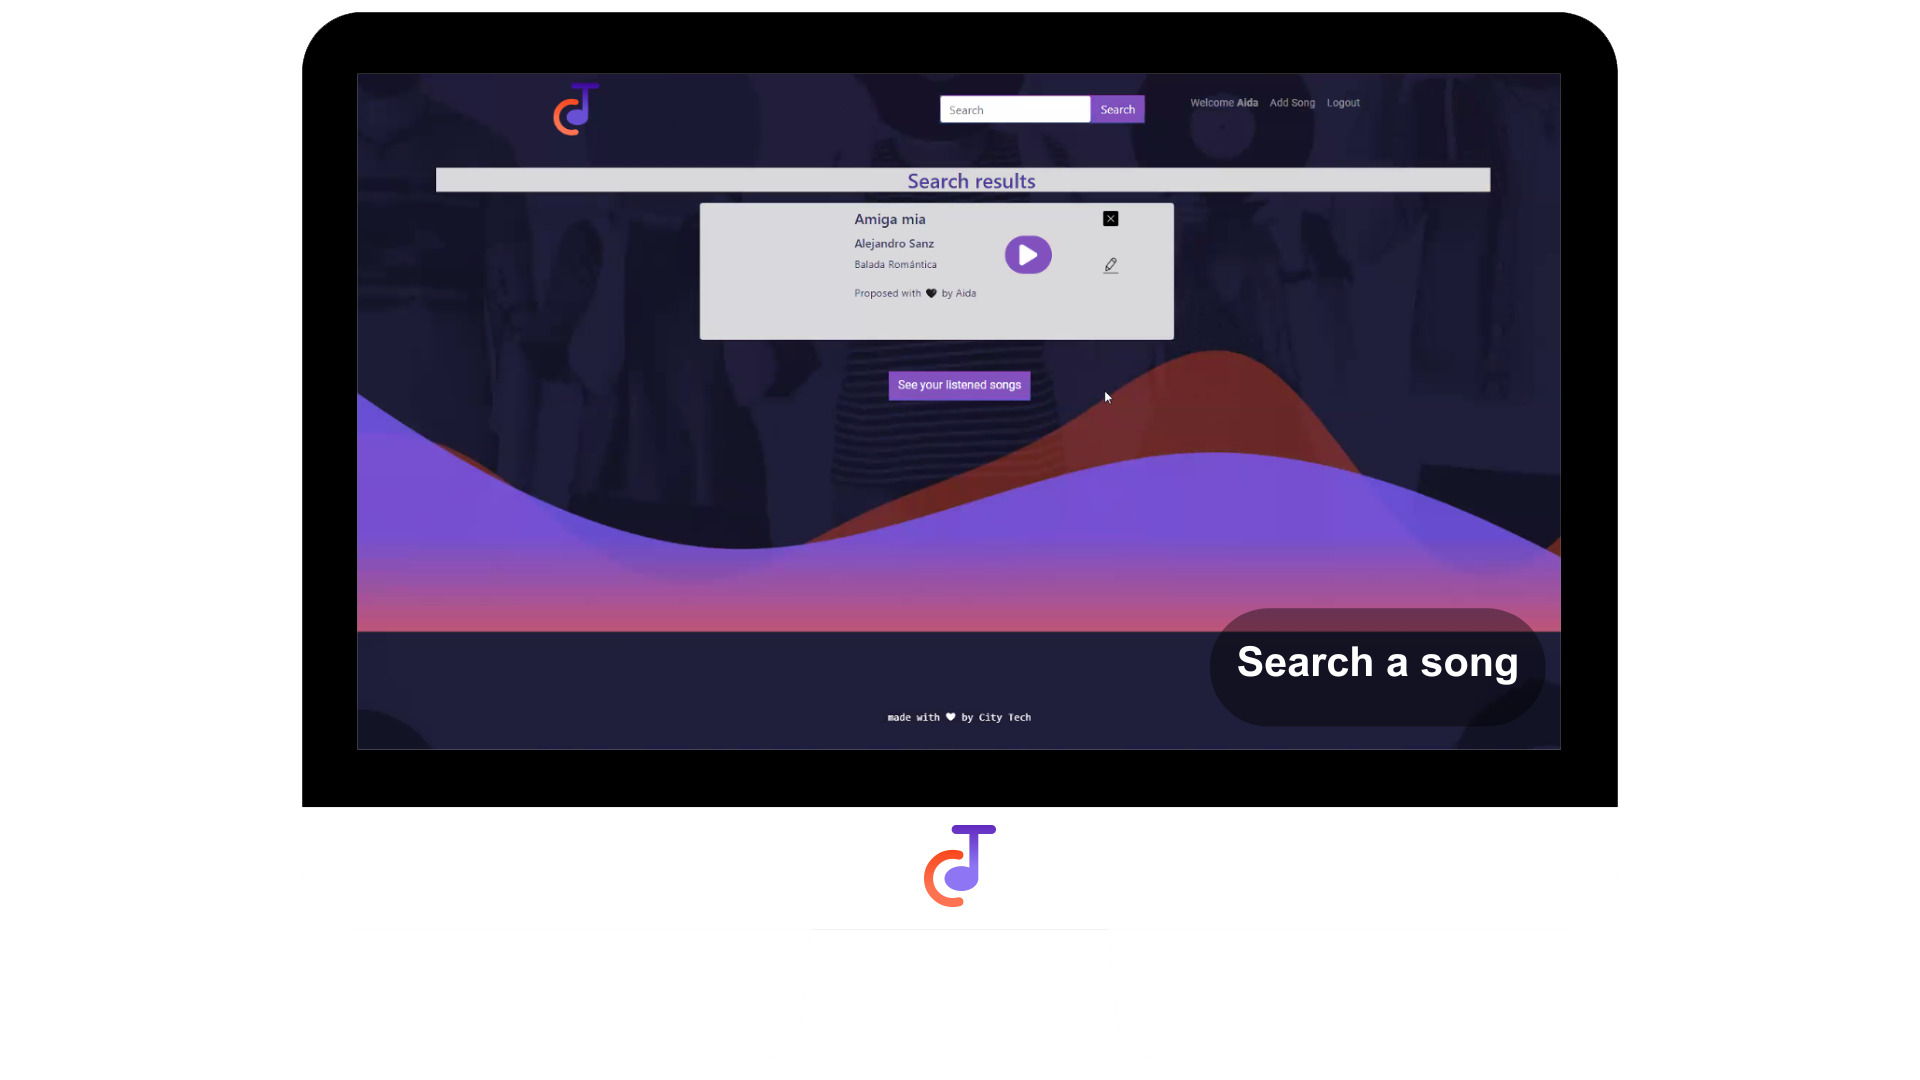 Search
Search
Welcome Aida
Add Song
Logout
Search results
Amiga mia
Alejandro Sanz
Balada Romántica
Proposed with 🖤 by Aida
See your listened songs
Search a song
made with 🤍 by City Tech